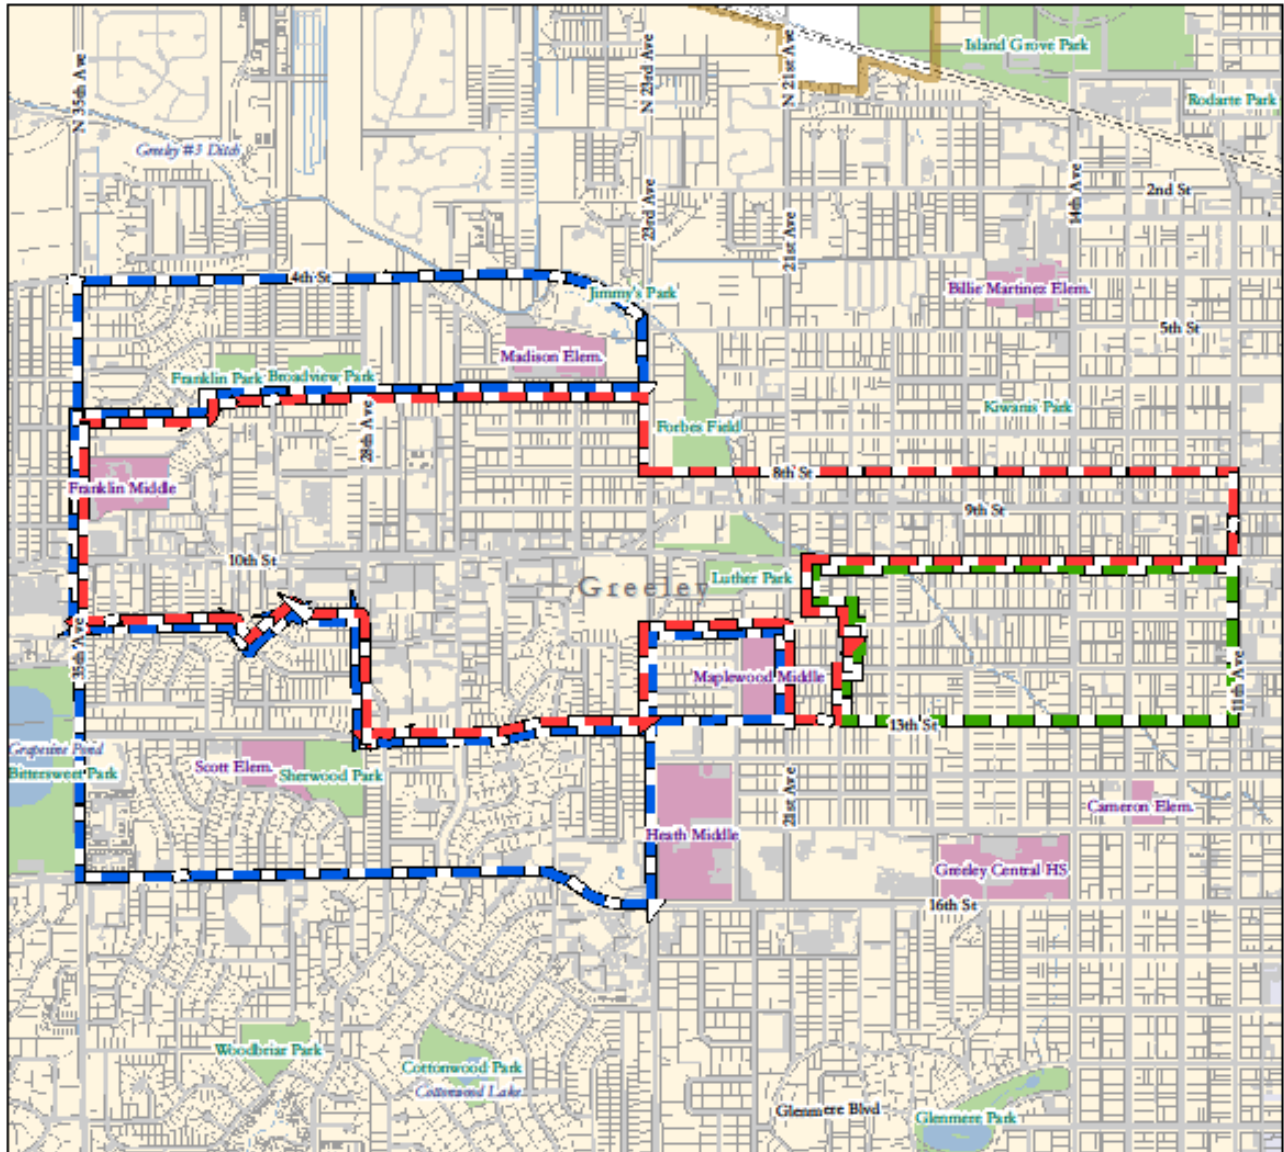 Island Grove Park
N 35th Ave
N 23rd Ave
N 21st Ave
Rodarte Park
Greeley #3 Ditch
2nd St
14th Ave
23rd Ave
21st Ave
4th St
Jimmy's Park
Billie Martinez Elem.
5th St
Madison Elem.
Franklin Park
Broadview Park
Kiwanis Park
28th Ave
Forbes Field
8th St
Franklin Middle
9th St
10th St
Luther Park
Greeley
35th Ave
Maplewood Middle
11th Ave
13th St
Grapevine Pond
Bittersweet Park
Scott Elem.
Sherwood Park
21st Ave
Cameron Elem.
Heath Middle
Greeley Central HS
16th St
Woodbriar Park
Cottonwood Park
Cottonwood Lake
Glenmere Blvd
Glenmere Park